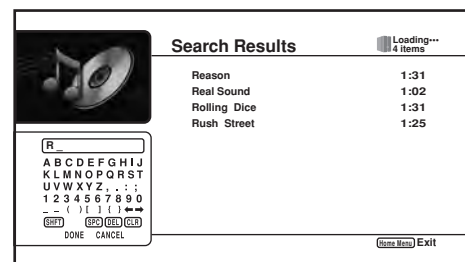 Search Results
Loading•••
4 items
Reason 1:31
Real Sound 1:02
Rolling Dice 1:31
Rush Street 1:25
R_
A B C D E F G H I J
K L M N O P Q R S T
U V W X Y Z , . : ;
1 2 3 4 5 6 7 8 9 0
_ – ( ) [ ] { } ← →
SHFT SPC DEL CLR
DONE CANCEL
Home Menu Exit